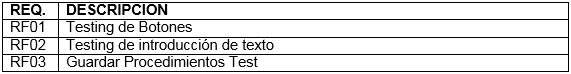 REQ. DESCRIPCION
RF01 Testing de Botones
RF02 Testing de introducción de texto
RF03 Guardar Procedimientos Test